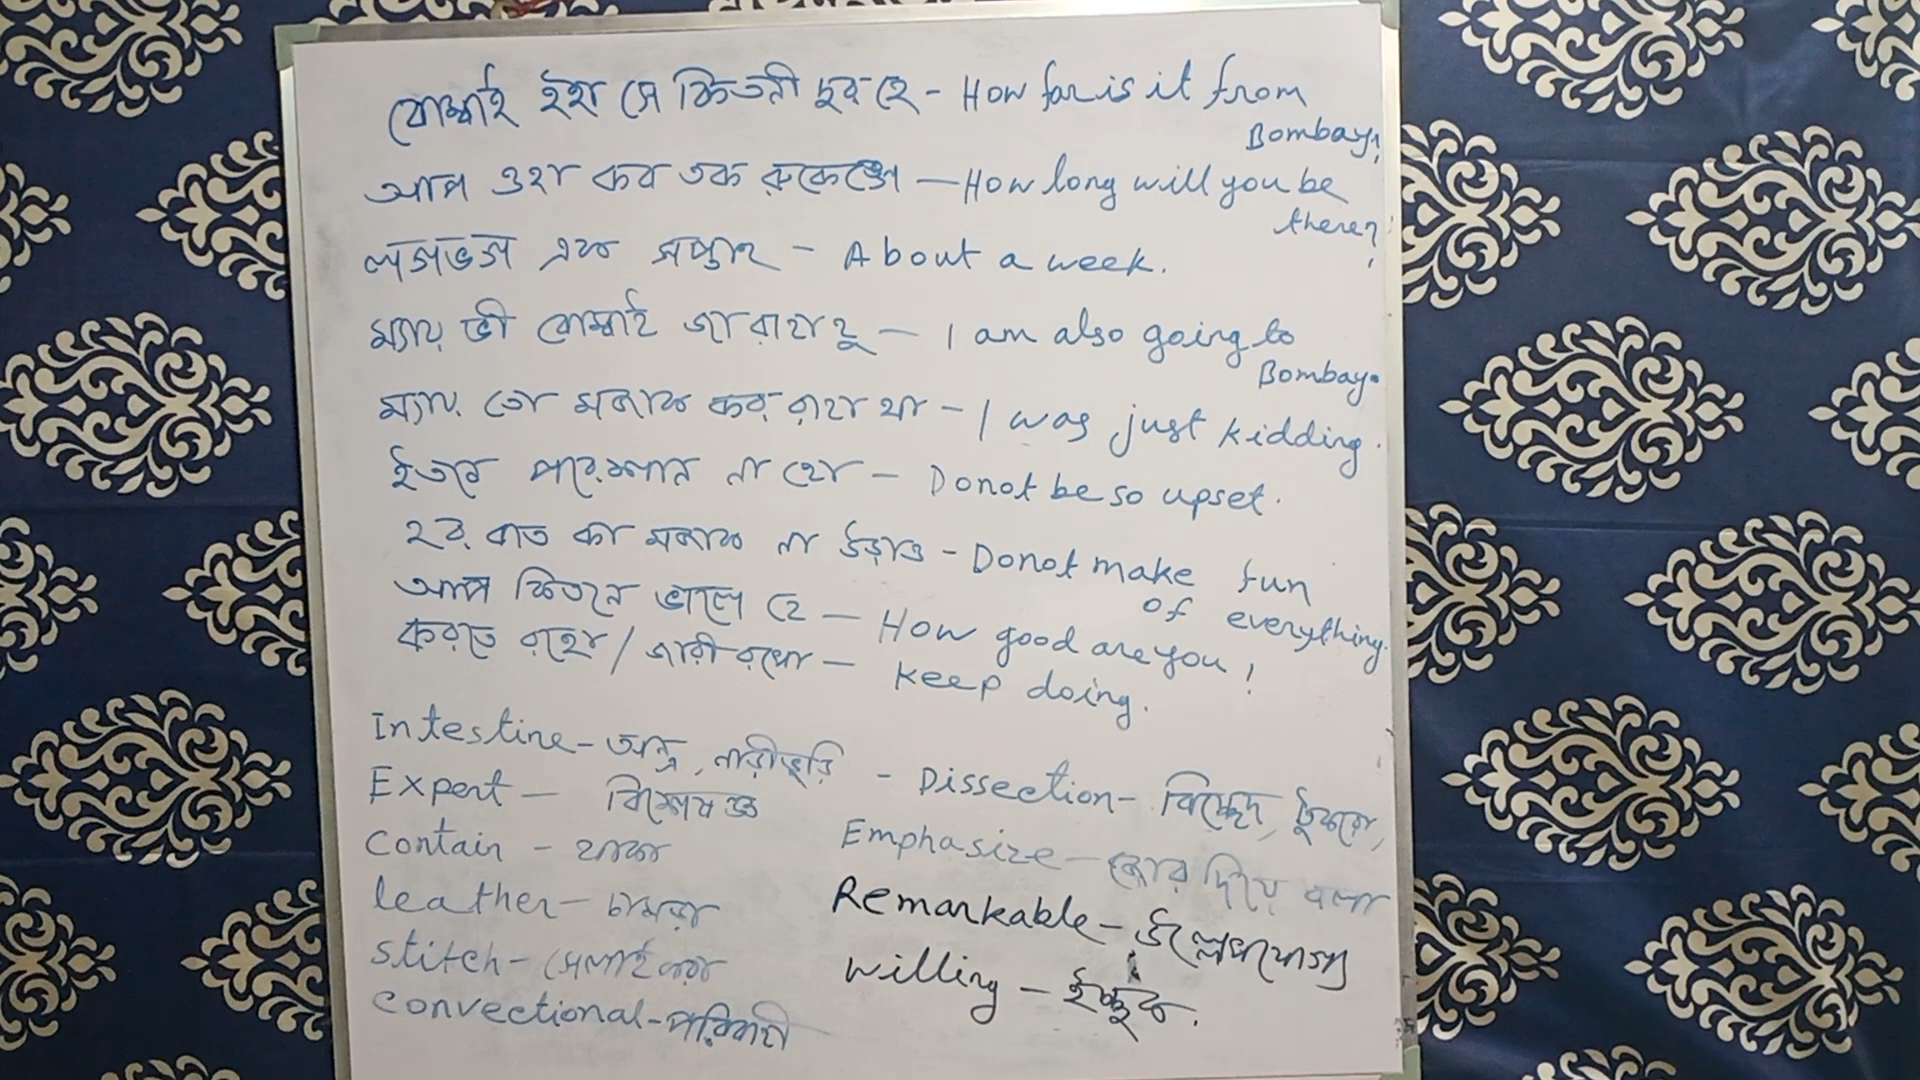 বোম্বাই ইহা সে কিতনী দুর হে - How far is it from
Bombay?
আপ ওহা কব তক রুকেঙ্গে - How long will you be
there?
লগভগ এক সপ্তাহ - About a week.
ম্যায় ভী বোম্বাই জা রাহা হু - I am also going to
Bombay.
ম্যায় তো মজাক কর রাহা থা - I was just kidding.
ইতনে পরেশান না হো - Donot be so upset.
হর বাত কা মজাক না উড়াও - Donot make fun
of everything.
আপ কিতনে ভালে হে - How good are you!
করতে রহো / জারী রখো - keep doing.
Intestine - অন্ত্র, নাড়ীভুড়ি - Dissection - বিচ্ছেদ, টুকরো,
Expert - বিশেষজ্ঞ
Contain - থাকা Emphasize - জোর দিয়ে বলা
leather - চামড়া Remarkable - উল্লেখযোগ্য
stitch - সেলাই করা willing - ইচ্ছুক.
convectional - পরিবাহী